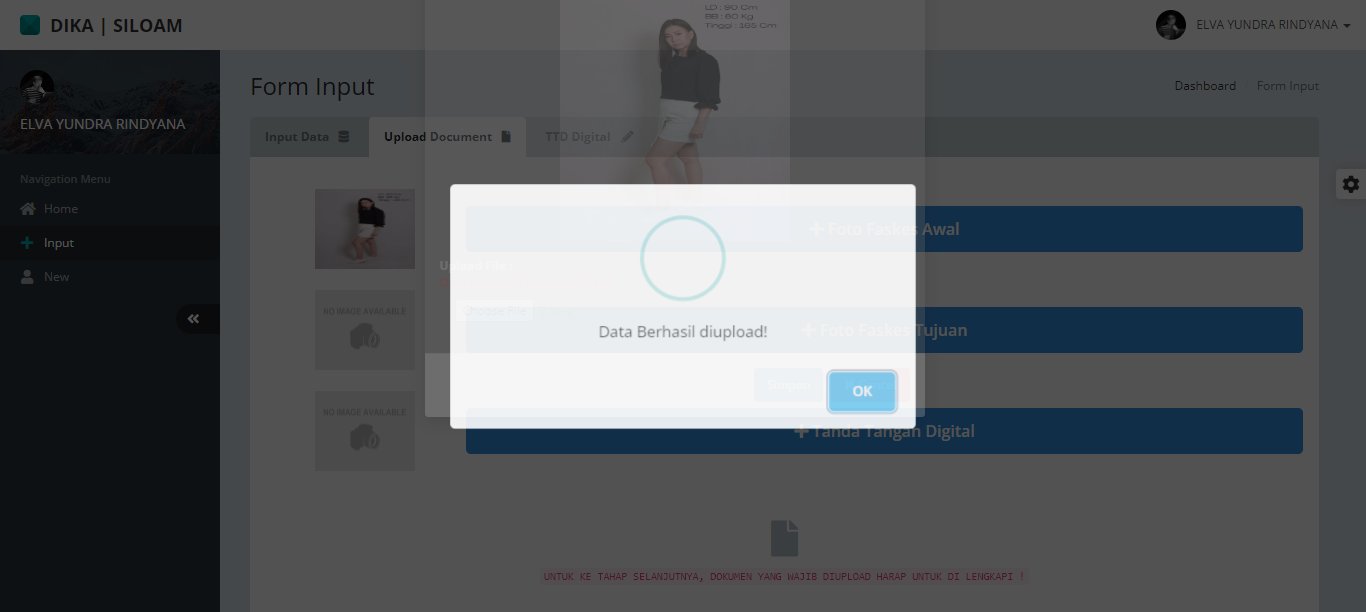 DIKA | SILOAM
ELVA YUNDRA RINDYANA
LD : 90 Cm
BB : 60 Kg
Tinggi : 165 Cm
ELVA YUNDRA RINDYANA
Form Input
Dashboard
Form Input
Input Data
Upload Document
TTD Digital
Navigation Menu
Home
Input
New
Foto Faskes Awal
Upload File
Choose File
NO IMAGE AVAILABLE
Foto Faskes Tujuan
Data Berhasil diupload!
OK
NO IMAGE AVAILABLE
Tanda Tangan Digital
UNTUK KE TAHAP SELANJUTNYA, DOKUMEN YANG WAJIB DIUPLOAD HARAP UNTUK DI LENGKAPI !